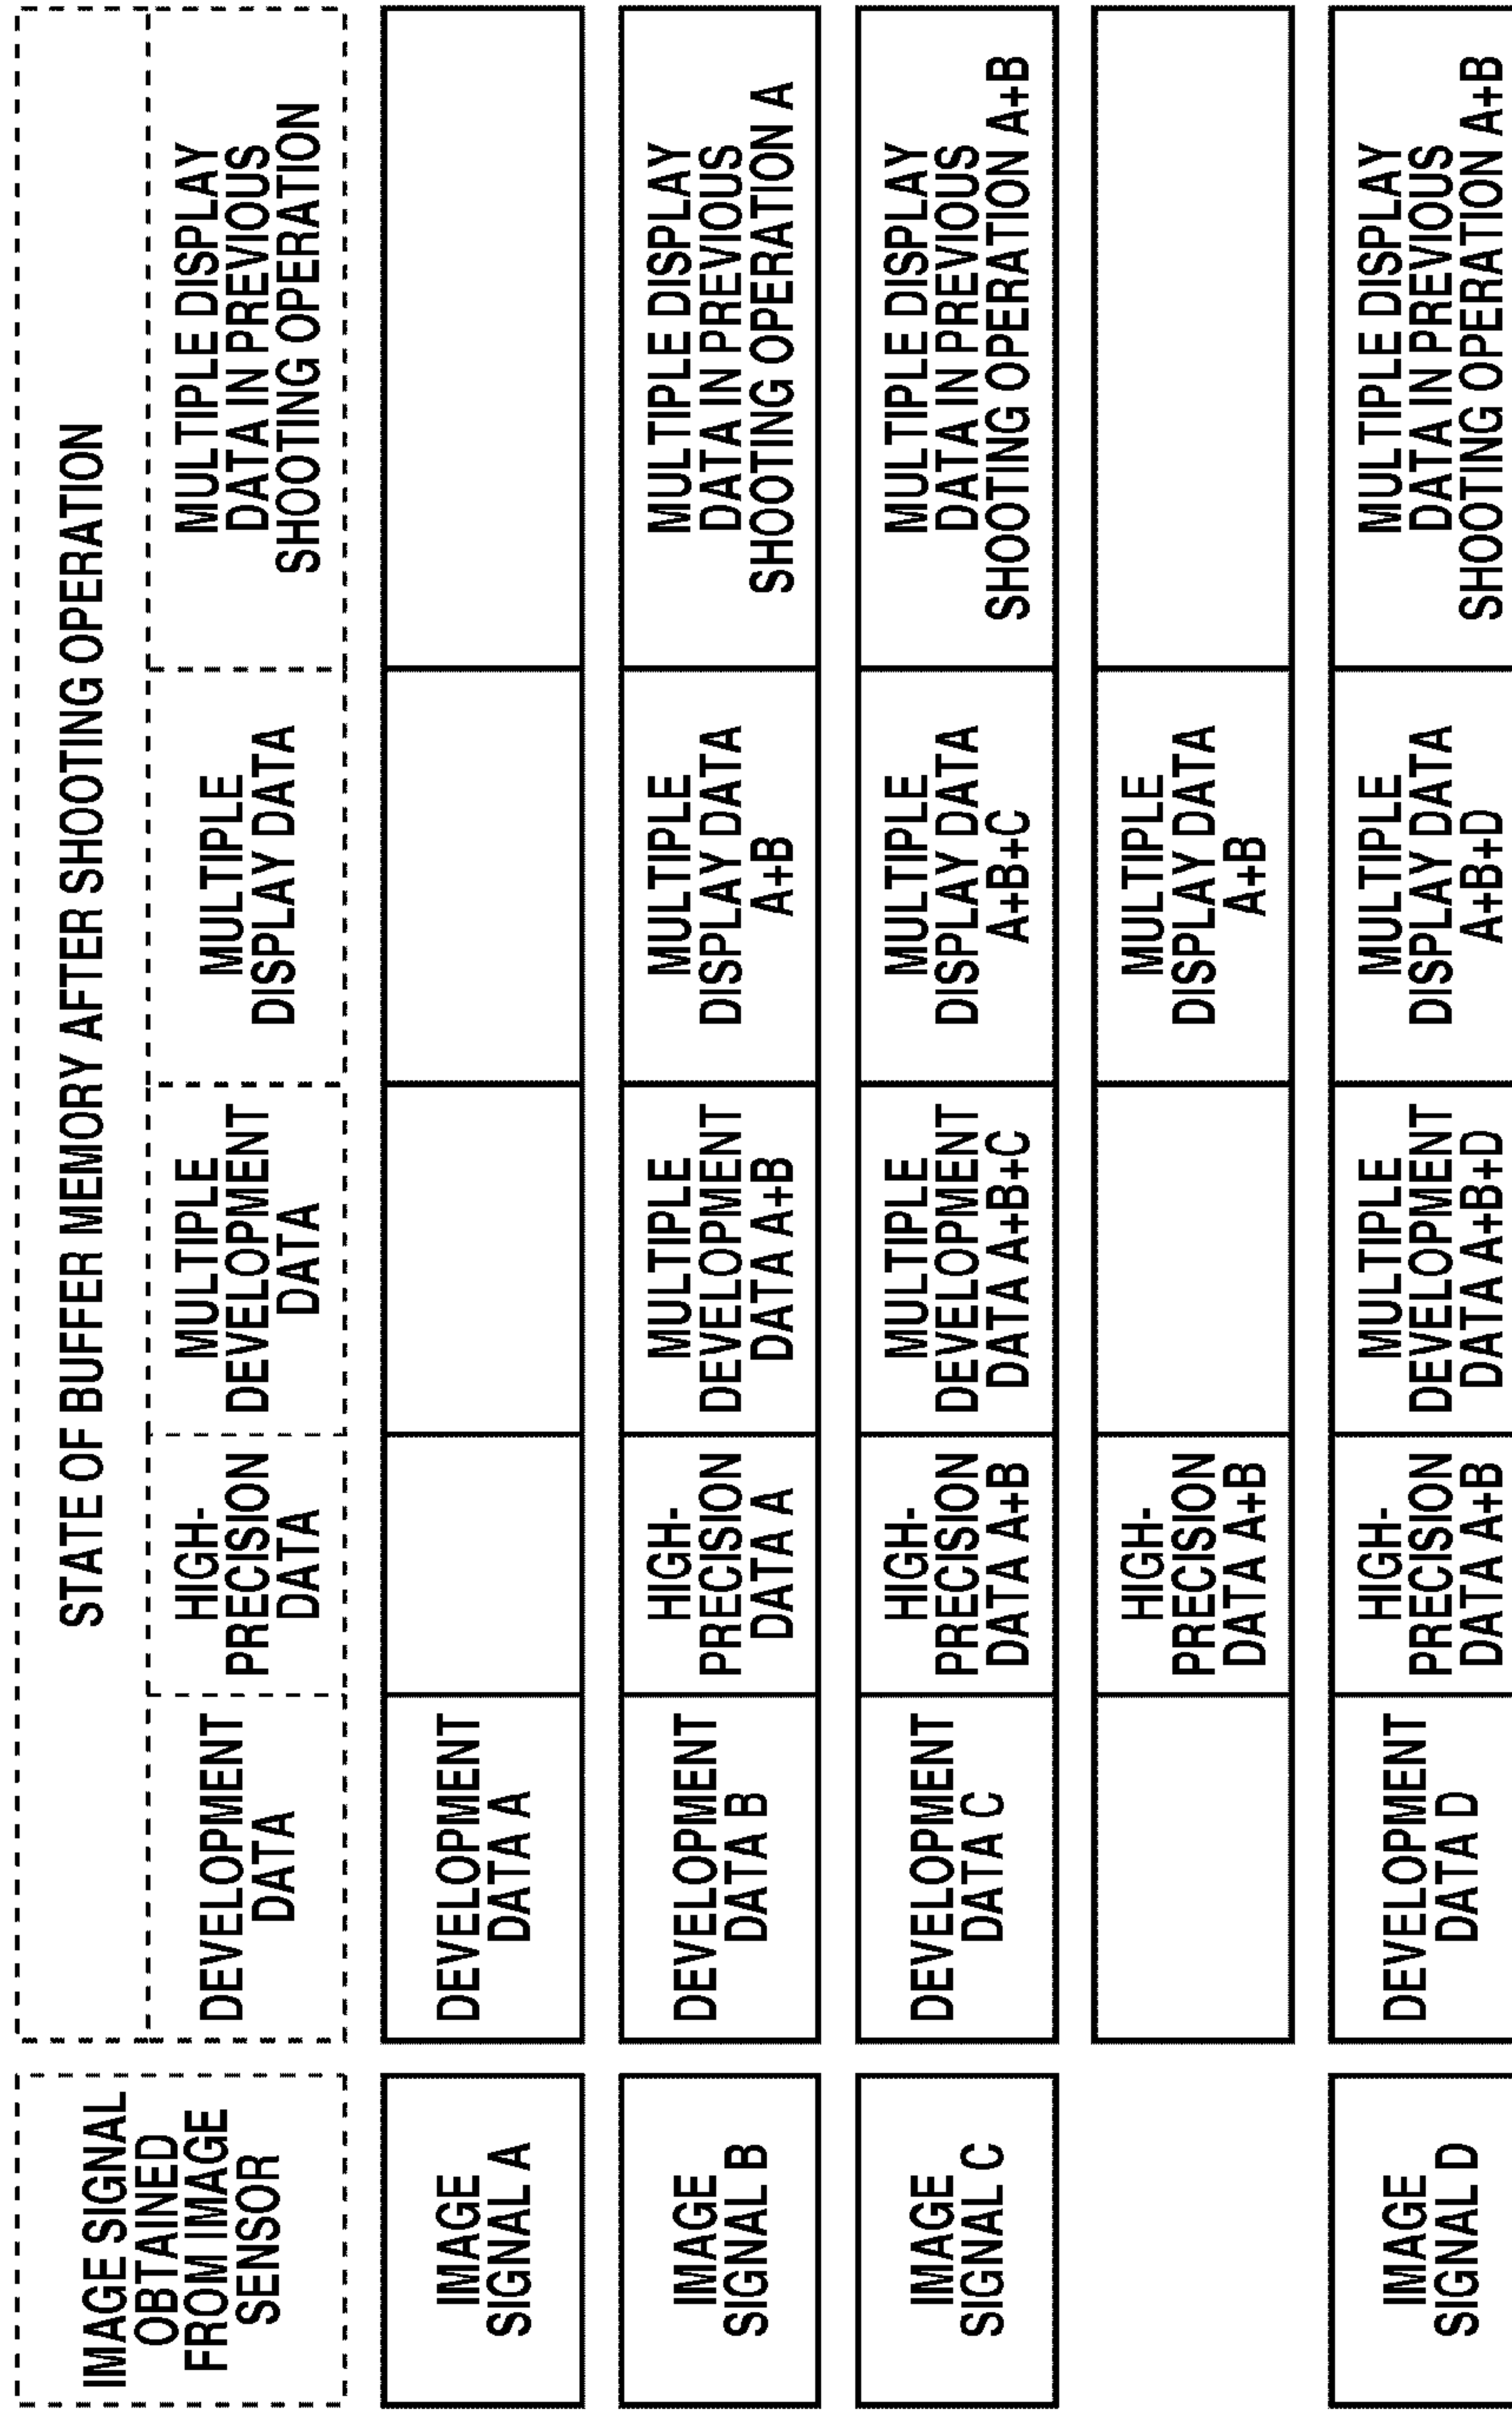 IMAGE SIGNAL
OBTAINED
FROM IMAGE
SENSOR
STATE OF BUFFER MEMORY AFTER SHOOTING OPERATION
DEVELOPMENT
DATA
HIGH-
PRECISION
DATA
MULTIPLE
DEVELOPMENT
DATA
MULTIPLE
DISPLAY DATA
MULTIPLE DISPLAY
DATA IN PREVIOUS
SHOOTING OPERATION
IMAGE
SIGNAL A
DEVELOPMENT
DATA A
IMAGE
SIGNAL B
DEVELOPMENT
DATA B
HIGH-
PRECISION
DATA A
MULTIPLE
DEVELOPMENT
DATA A+B
MULTIPLE
DISPLAY DATA
A+B
MULTIPLE DISPLAY
DATA IN PREVIOUS
SHOOTING OPERATION A
IMAGE
SIGNAL C
DEVELOPMENT
DATA C
HIGH-
PRECISION
DATA A+B
MULTIPLE
DEVELOPMENT
DATA A+B+C
MULTIPLE
DISPLAY DATA
A+B+C
MULTIPLE DISPLAY
DATA IN PREVIOUS
SHOOTING OPERATION A+B
HIGH-
PRECISION
DATA A+B
MULTIPLE
DISPLAY DATA
A+B
IMAGE
SIGNAL D
DEVELOPMENT
DATA D
HIGH-
PRECISION
DATA A+B
MULTIPLE
DEVELOPMENT
DATA A+B+D
MULTIPLE
DISPLAY DATA
A+B+D
MULTIPLE DISPLAY
DATA IN PREVIOUS
SHOOTING OPERATION A+B